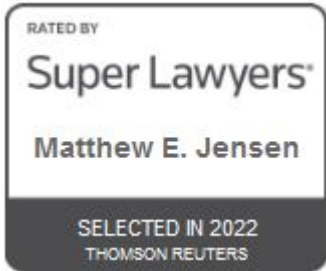 RATED BY
Super Lawyers®
Matthew E. Jensen
SELECTED IN 2022
THOMSON REUTERS